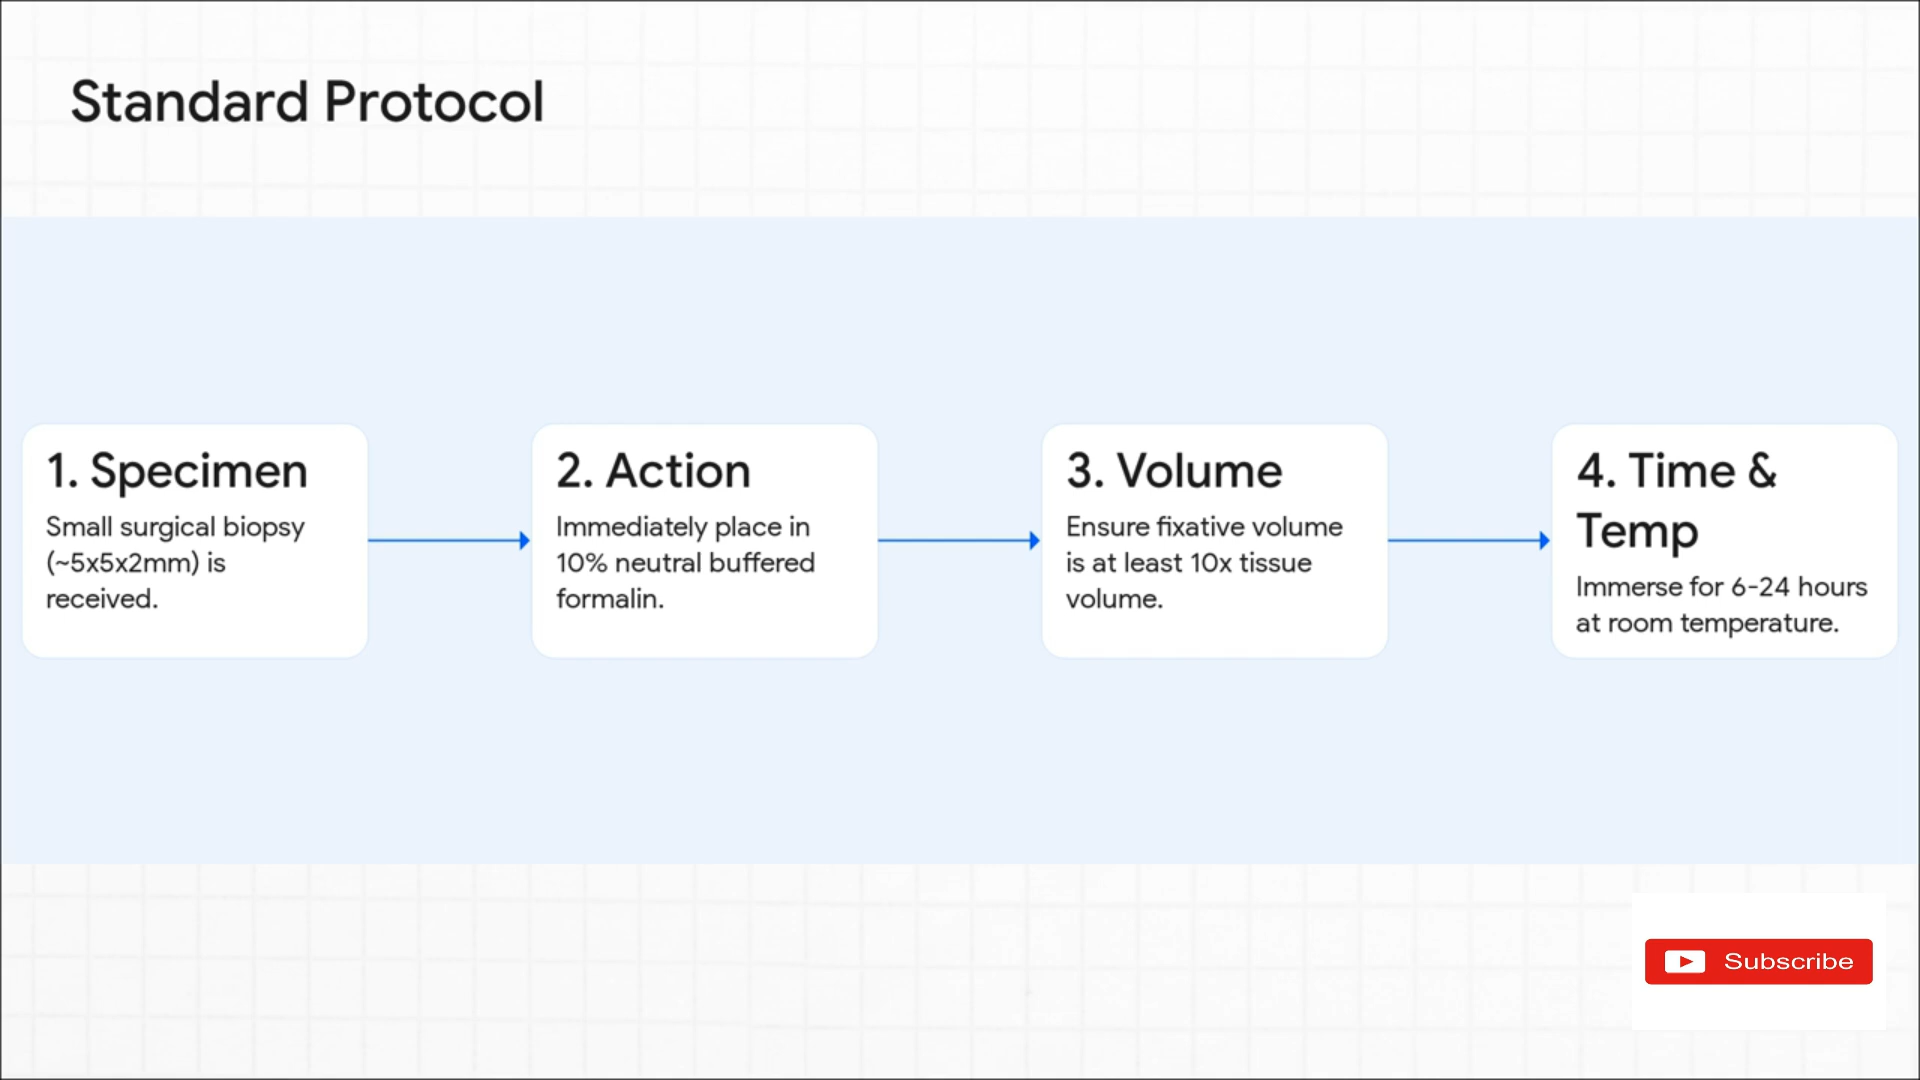 Standard Protocol
1. Specimen
Small surgical biopsy
(~5x5x2mm) is
received.
2. Action
Immediately place in
10% neutral buffered
formalin.
3. Volume
Ensure fixative volume
is at least 10x tissue
volume.
4. Time &
Temp
Immerse for 6-24 hours
at room temperature.
Subscribe